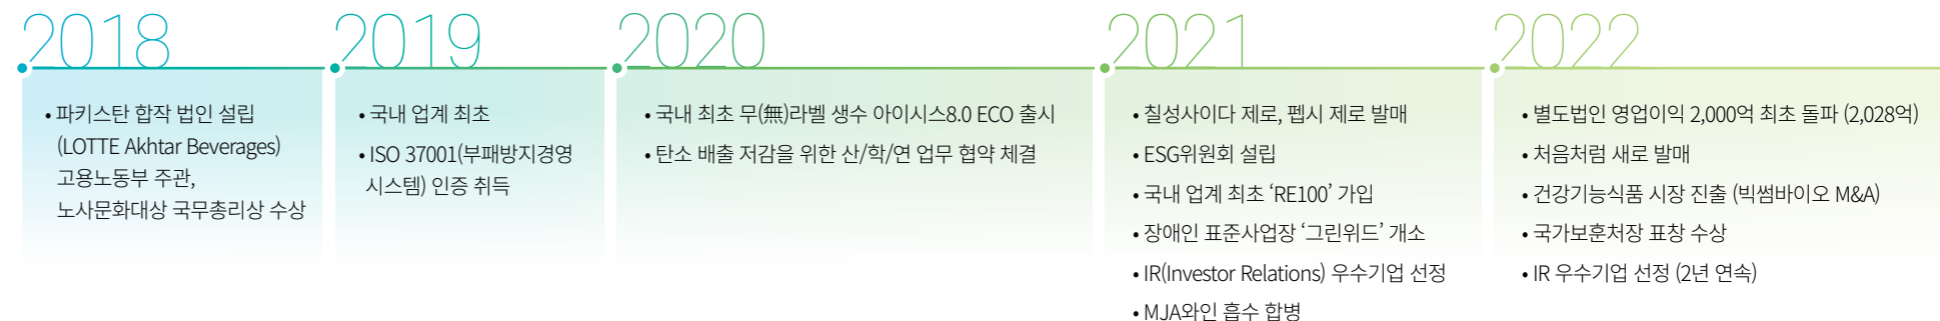 2018
• 파키스탄 합작 법인 설립
(LOTTE Akhtar Beverages)
고용노동부 주관,
노사문화대상 국무총리상 수상
2019
• 국내 업계 최초
• ISO 37001(부패방지경영
시스템) 인증 취득
2020
• 국내 최초 무(無)라벨 생수 아이시스8.0 ECO 출시
• 탄소 배출 저감을 위한 산/학/연 업무 협약 체결
2021
• 칠성사이다 제로, 펩시 제로 발매
• ESG위원회 설립
• 국내 업계 최초 ‘RE100’ 가입
• 장애인 표준사업장 ‘그린위드’ 개소
• IR(Investor Relations) 우수기업 선정
• MJA와인 흡수 합병
2022
• 별도법인 영업이익 2,000억 최초 돌파 (2,028억)
• 처음처럼 새로 발매
• 건강기능식품 시장 진출 (빅썸바이오 M&A)
• 국가보훈처장 표창 수상
• IR 우수기업 선정 (2년 연속)